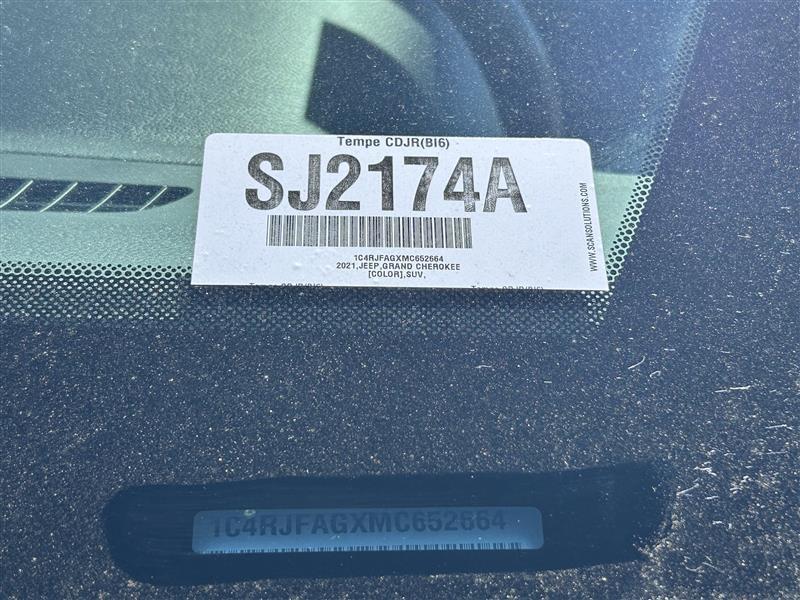 Tempe CDJR(BI6)
SJ2174A
1C4RJFAGXMC652664
2021,JEEP,GRAND CHEROKEE
[COLOR],SUV,
WWW.SCANSOLUTIONS.COM
1C4RJFAGXMC652664